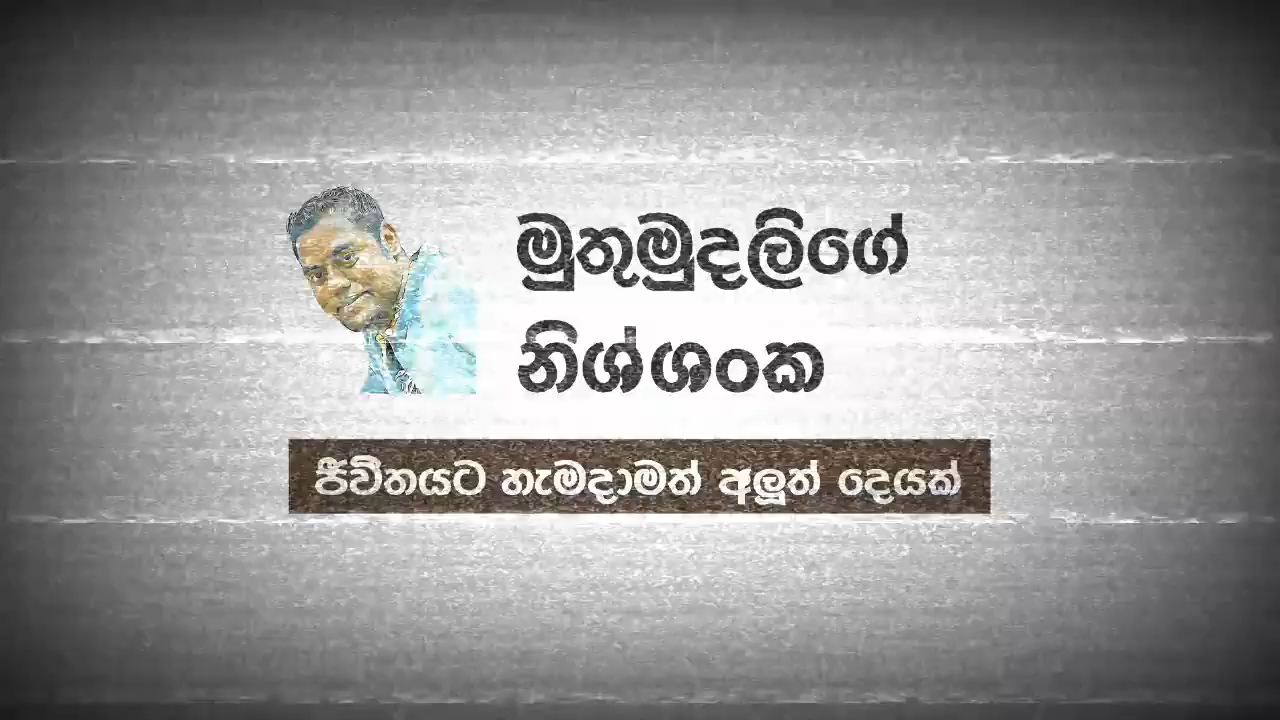 මුතුමුදලිගේ
නිශ්ශංක
ජීවිතයට හැමදාමත් අලුත් දෙයක්